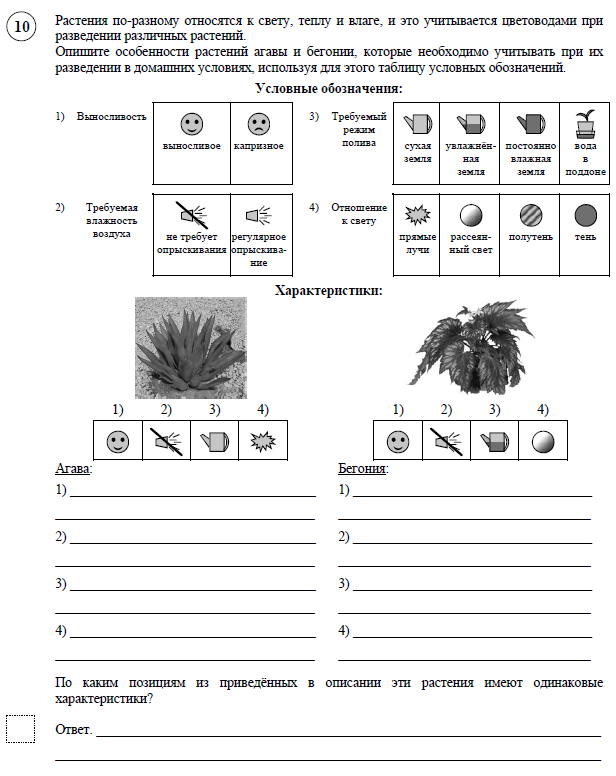 10
Растения по-разному относятся к свету, теплу и влаге, и это учитывается цветоводами при
разведении различных растений.
Опишите особенности растений агавы и бегонии, которые необходимо учитывать при их
разведении в домашних условиях, используя для этого таблицу условных обозначений.
Условные обозначения:
1) Выносливость
выносливое
капризное
3) Требуемый
режим
полива
сухая
земля
увлажнён-
ная
земля
постоянно
влажная
земля
вода
в
поддоне
2) Требуемая
влажность
воздуха
не требует
опрыскивания
регулярное
опрыскива-
ние
4) Отношение
к свету
прямые
лучи
рассеян-
ный свет
полутень
тень
Характеристики:
1) 2) 3) 4)
1) 2) 3) 4)
Агава:
1)
2)
3)
4)
Бегония:
1)
2)
3)
4)
По каким позициям из приведённых в описании эти растения имеют одинаковые
характеристики?
Ответ.